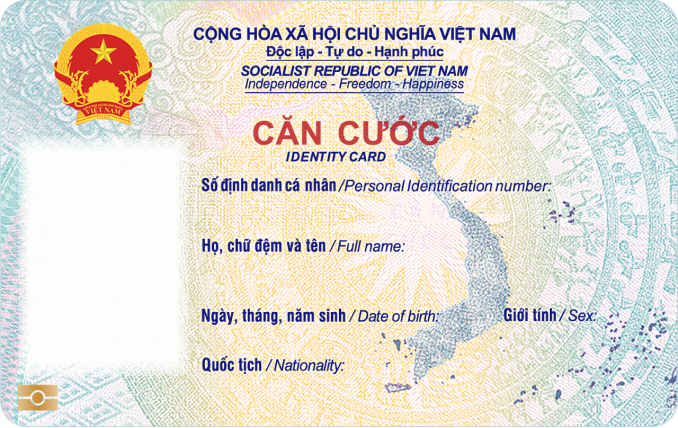 CỘNG HÒA XÃ HỘI CHỦ NGHĨA VIỆT NAM
Độc lập - Tự do - Hạnh phúc
SOCIALIST REPUBLIC OF VIET NAM
Independence - Freedom - Happiness
VIỆT NAM
CĂN CƯỚC
IDENTITY CARD
Số định danh cá nhân /Personal Identification number:
Họ, chữ đệm và tên / Full name:
Ngày, tháng, năm sinh / Date of birth: Giới tính / Sex:
Quốc tịch / Nationality: